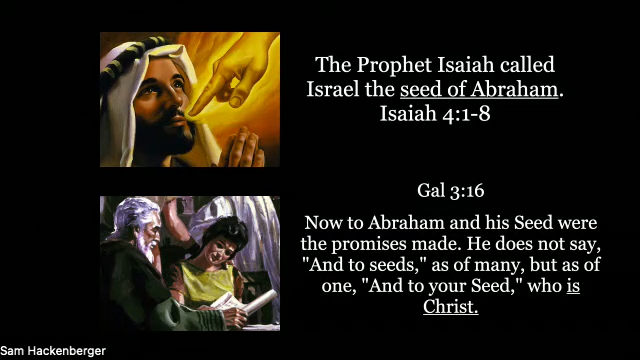 The Prophet Isaiah called
Israel the seed of Abraham.
Isaiah 4:1-8
Gal 3:16
Now to Abraham and his Seed were
the promises made. He does not say,
"And to seeds," as of many, but as of
one, "And to your Seed," who is
Christ.
Sam Hackenberger